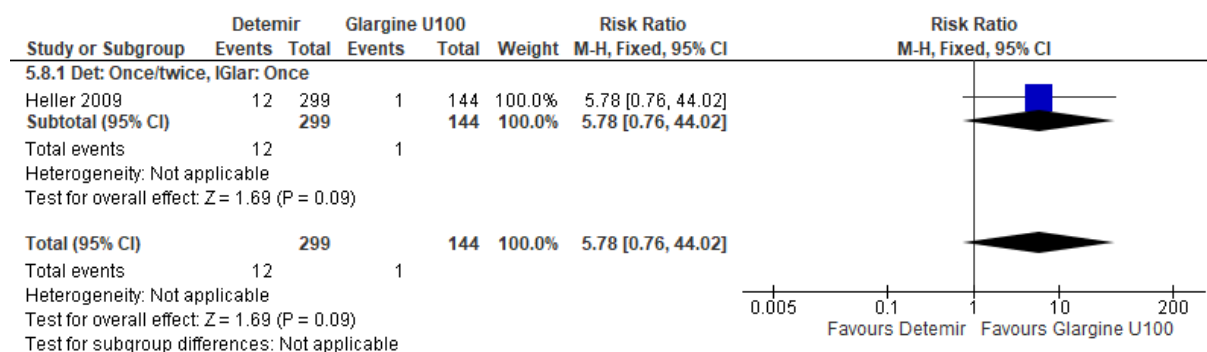 Detemir Glargine U100 Risk Ratio Risk Ratio
Study or Subgroup Events Total Events Total Weight M-H, Fixed, 95% CI M-H, Fixed, 95% CI
5.8.1 Det: Once/twice, IGlar: Once
Heller 2009 12 299 1 144 100.0% 5.78 [0.76, 44.02]
Subtotal (95% CI) 299 144 100.0% 5.78 [0.76, 44.02]
Total events 12 1
Heterogeneity: Not applicable
Test for overall effect: Z = 1.69 (P = 0.09)
Total (95% CI) 299 144 100.0% 5.78 [0.76, 44.02]
Total events 12 1
Heterogeneity: Not applicable
Test for overall effect: Z = 1.69 (P = 0.09)
Test for subgroup differences: Not applicable
0.005 0.1 1 10 200
Favours Detemir Favours Glargine U100